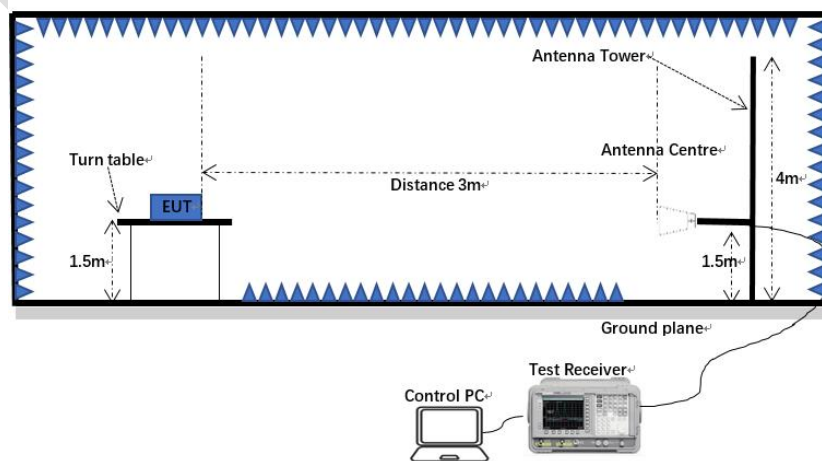 Antenna Tower↵
Turn table↵
Antenna Centre
Distance 3m↵
4m↵
EUT↵
1.5m↵
1.5m↵
Ground plane↵
Test Receiver↵
Control PC↵